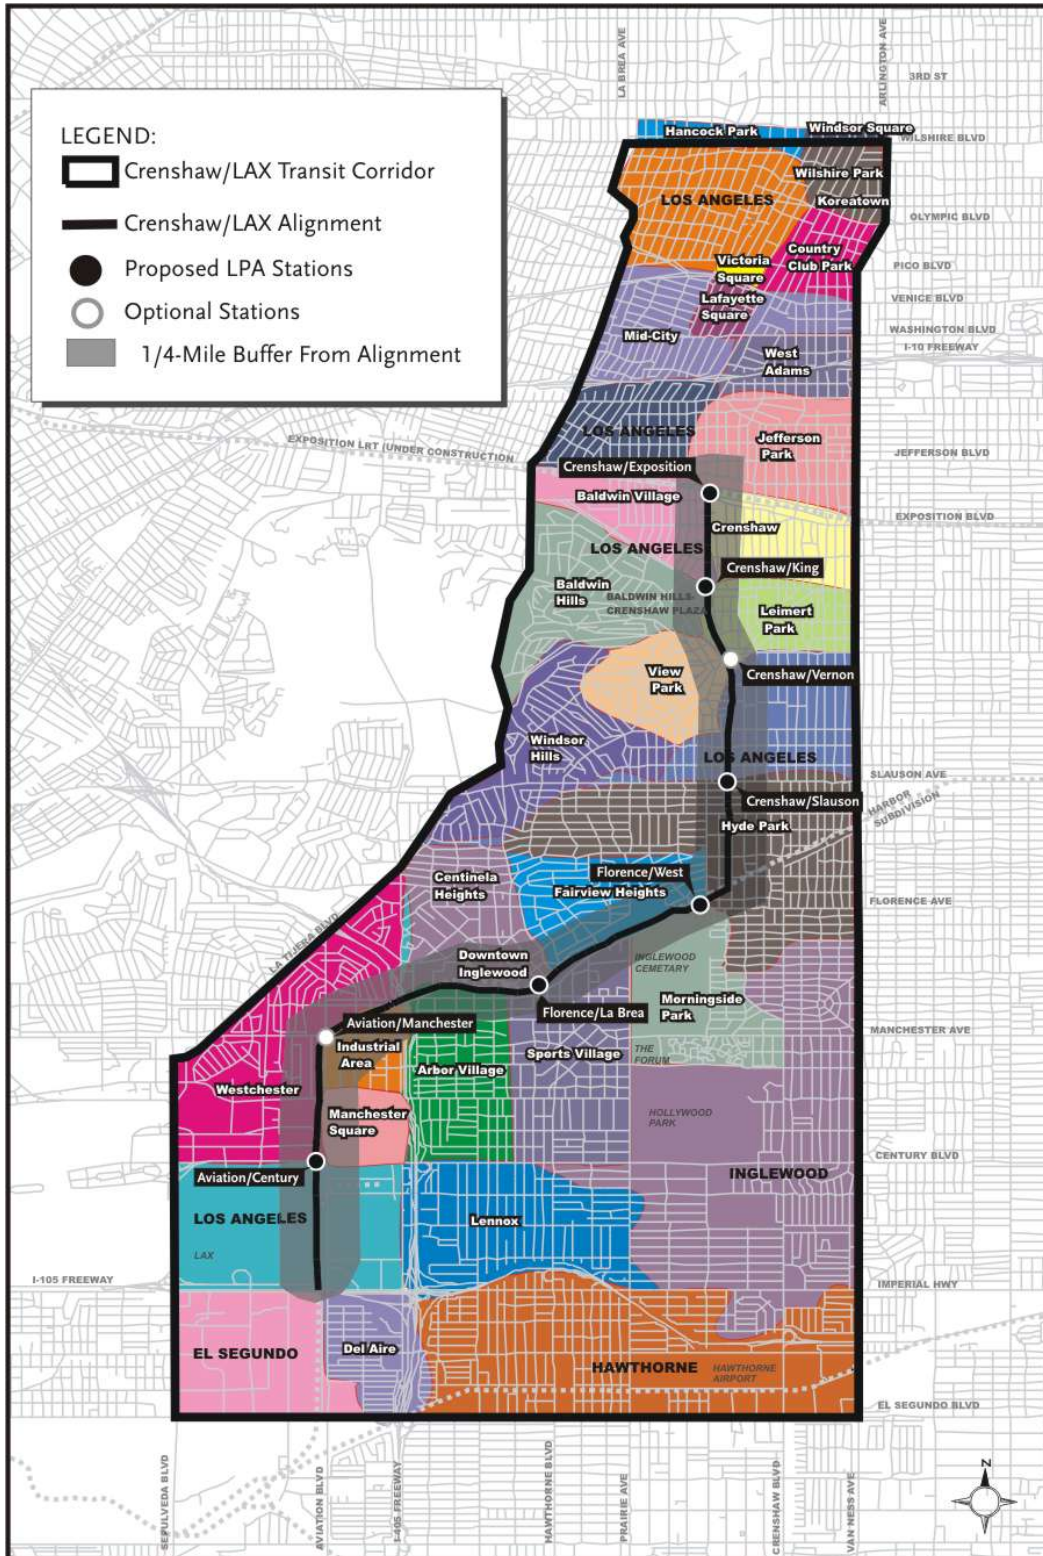 LA BREA AVE
ARLINGTON AVE
3RD ST
LEGEND:
Crenshaw/LAX Transit Corridor
Crenshaw/LAX Alignment
Proposed LPA Stations
Optional Stations
1/4-Mile Buffer From Alignment
Hancock Park
Windsor Square
WILSHIRE BLVD
Wilshire Park
LOS ANGELES
Koreatown
OLYMPIC BLVD
Country
Club Park
Victoria
Square
PICO BLVD
Lafayette
Square
VENICE BLVD
Mid-City
WASHINGTON BLVD
West
Adams
I-10 FREEWAY
LOS ANGELES
Jefferson
Park
EXPOSITION LRT (UNDER CONSTRUCTION
JEFFERSON BLVD
Crenshaw/Exposition
Baldwin Village
EXPOSITION BLVD
Crenshaw
LOS ANGELES
Crenshaw/King
Baldwin
Hills
BALDWIN HILLS-
CRENSHAW PLAZA
Leimert
Park
View
Park
Crenshaw/Vernon
Windsor
Hills
LOS ANGELES
SLAUSON AVE
Crenshaw/Slauson
HARBOR
SUBDIVISION
Hyde Park
Centinela
Heights
Florence/West
Fairview Heights
FLORENCE AVE
LA TIJERA BLVD
Downtown
Inglewood
INGLEWOOD
CEMETARY
Florence/La Brea
Morningside
Park
Aviation/Manchester
MANCHESTER AVE
Industrial
Area
Sports Village
THE
FORUM
Arbor Village
Westchester
Manchester
Square
HOLLYWOOD
PARK
CENTURY BLVD
Aviation/Century
INGLEWOOD
LOS ANGELES
Lennox
LAX
I-105 FREEWAY
IMPERIAL HWY
EL SEGUNDO
Del Aire
HAWTHORNE
HAWTHORNE
AIRPORT
EL SEGUNDO BLVD
SEPULVEDA BLVD
AVIATION BLVD
I-405 FREEWAY
HAWTHORNE BLVD
PRAIRIE AVE
CRENSHAW BLVD
VAN NESS AVE
N